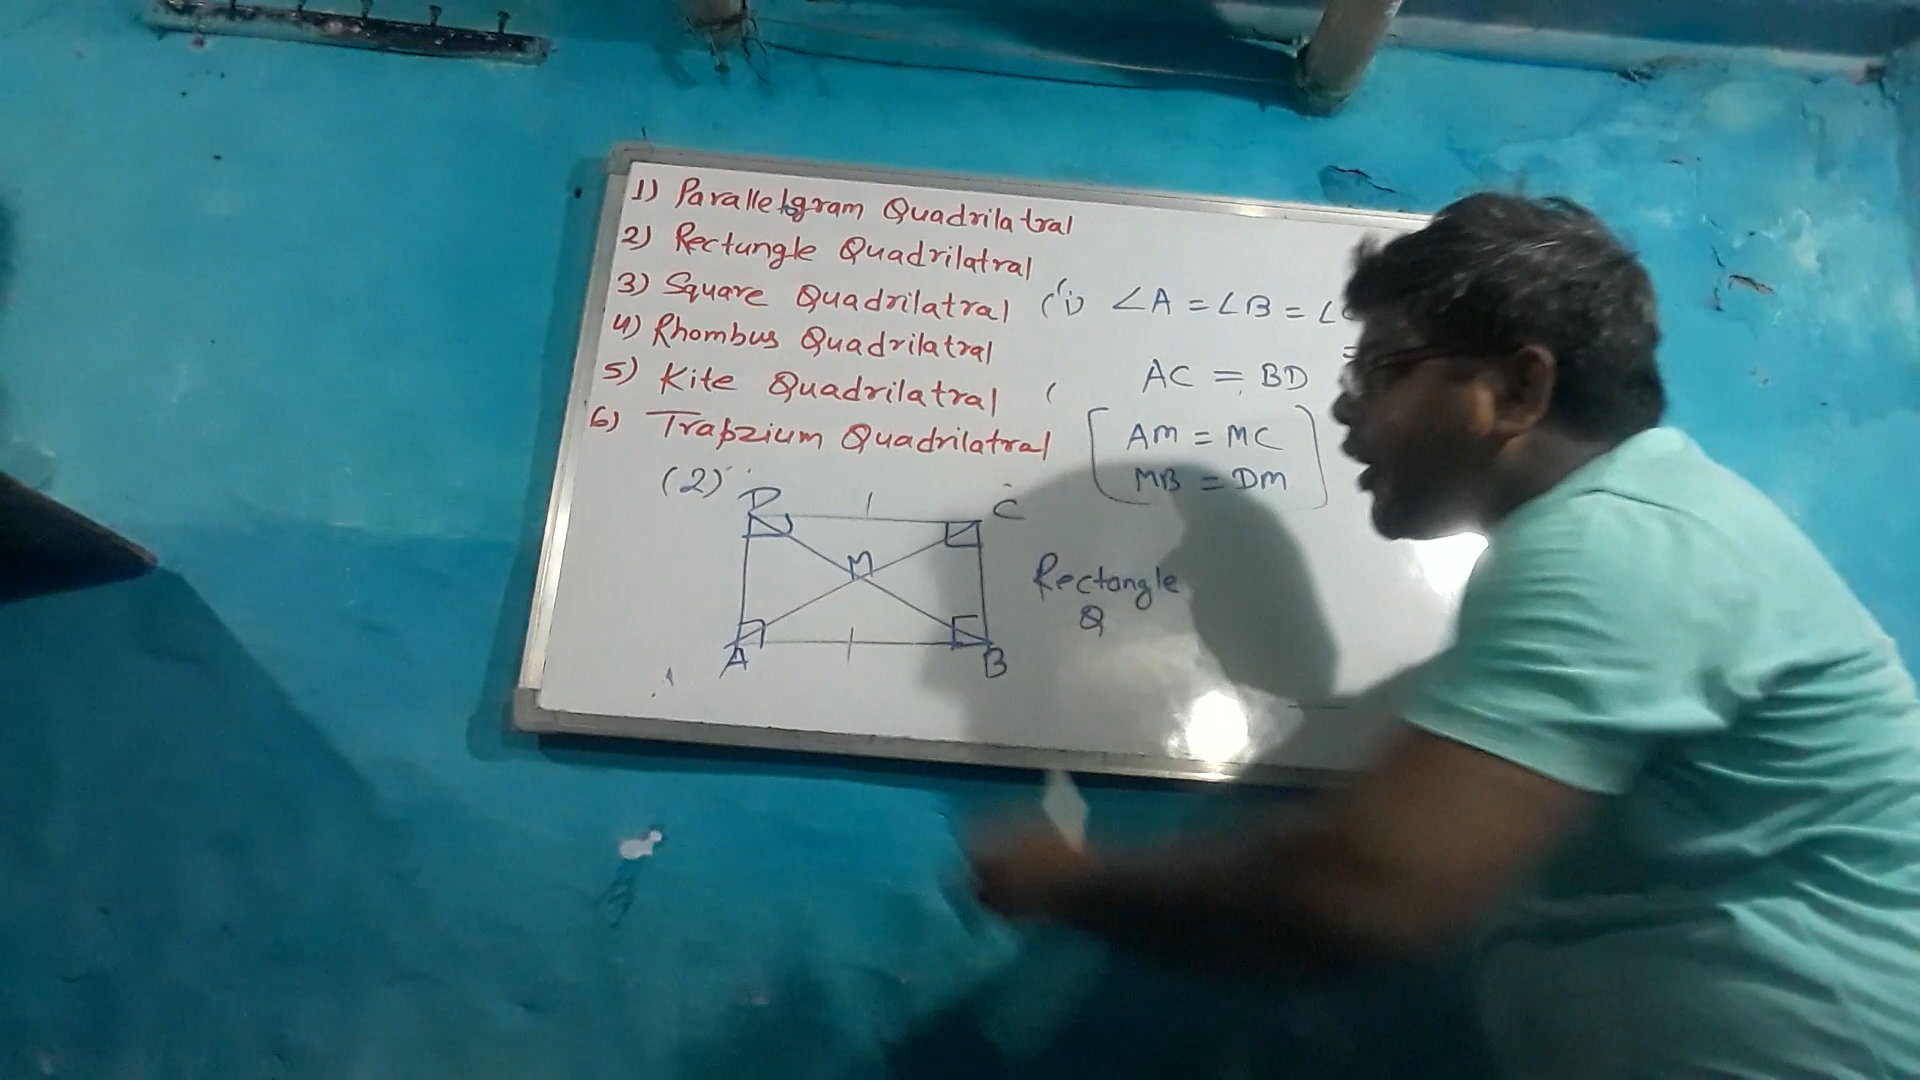 1) Parallelgram Quadrilatral
2) Rectungle Quadrilatral
3) Square Quadrilatral
4) Rhombus Quadrilatral
5) Kite Quadrilatral
6) Trapzium Quadrilatral
(i) ∠A = ∠B = ∠
AC = BD
AM = MC
MB = DM
(2)
D
C
M
A
B
Rectangle
Q